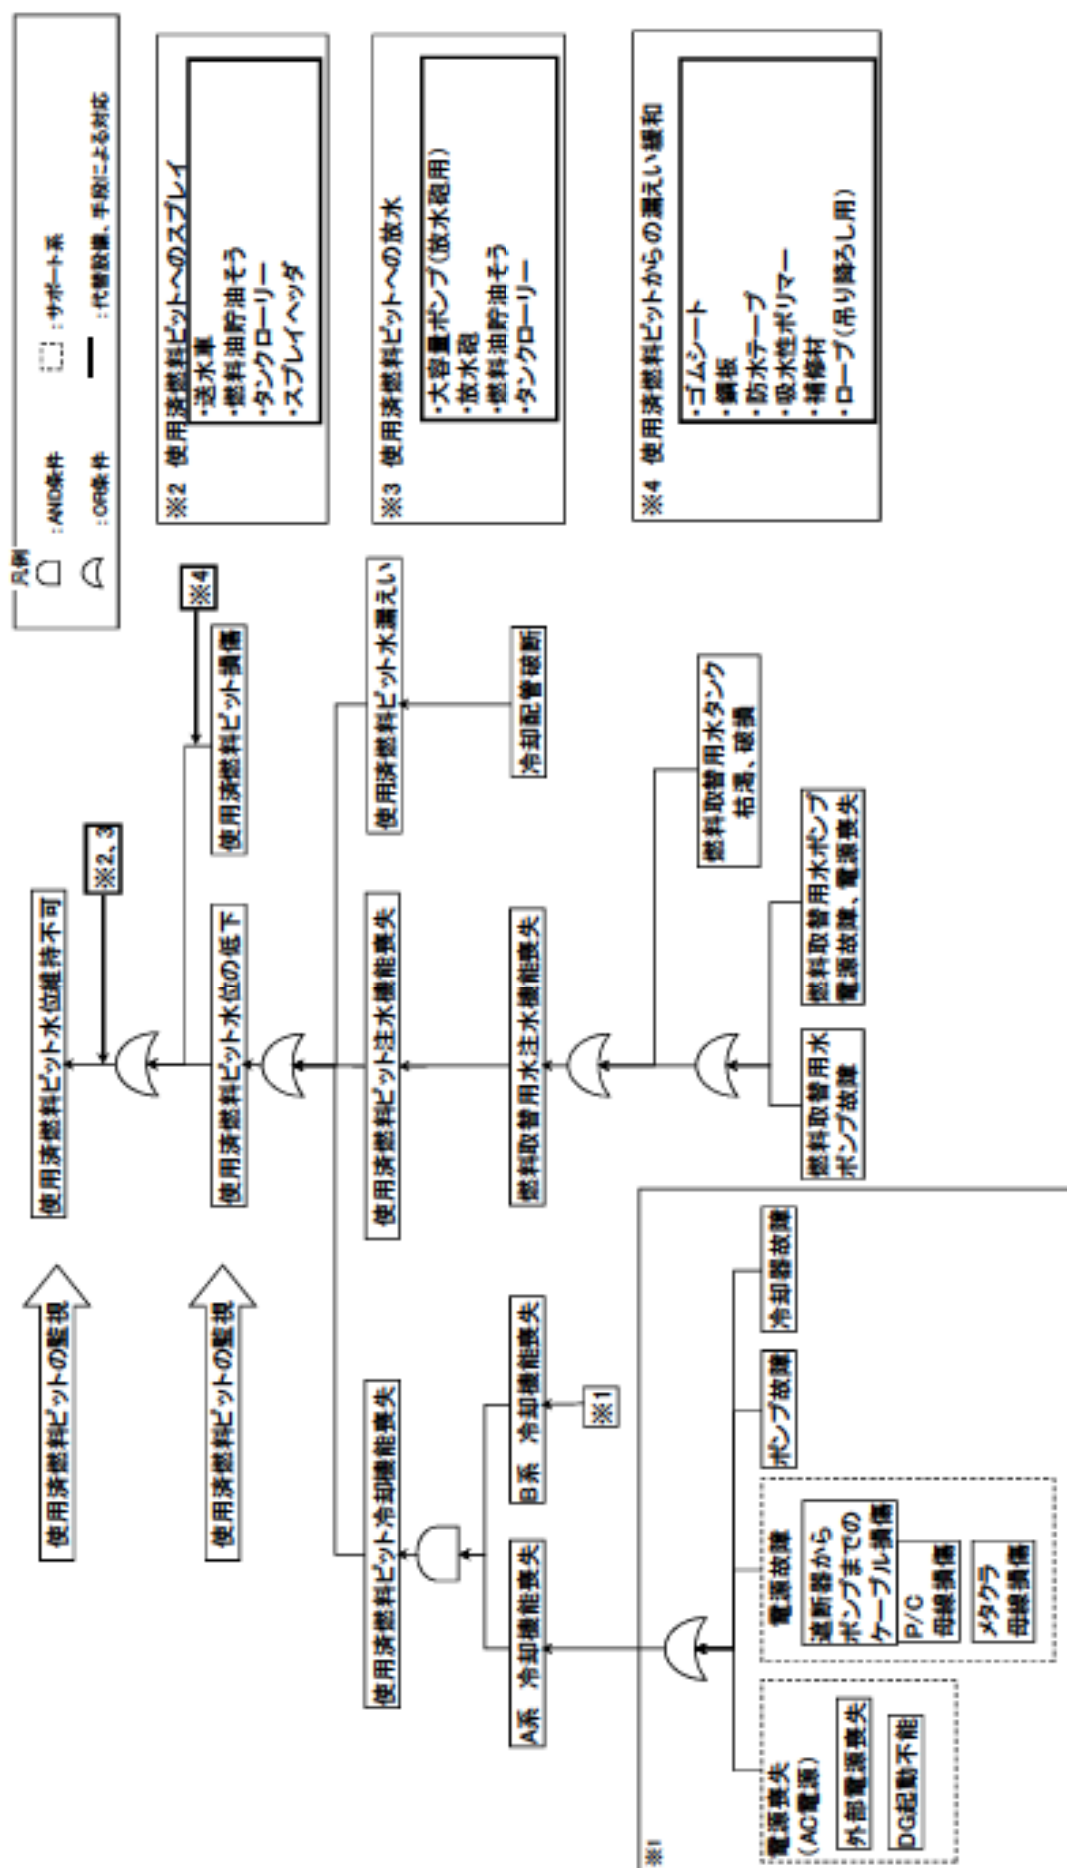 使用済燃料ピットの監視
使用済燃料ピット水位維持不可
※2、3
使用済燃料ピットの監視
使用済燃料ピット水位の低下
使用済燃料ピット損傷
※4
使用済燃料ピット冷却機能喪失
使用済燃料ピット注水機能喪失
使用済燃料ピット水漏えい
A系 冷却機能喪失
B系 冷却機能喪失
※1
燃料取替用水注水機能喪失
冷却配管破断
燃料取替用水タンク
枯渇、破損
燃料取替用水
ポンプ故障
燃料取替用水ポンプ
電源故障、電源喪失
※1
電源喪失
(AC電源)
外部電源喪失
DG起動不能
電源故障
遮断器から
ポンプまでの
ケーブル損傷
P/C
母線損傷
メタクラ
母線損傷
ポンプ故障
冷却器故障
凡例
:AND条件
:サポート系
:OR条件
:代替設備、手段による対応
※2 使用済燃料ピットへのスプレイ
・送水車
・燃料油貯油そう
・タンクローリー
・スプレイヘッダ
※3 使用済燃料ピットへの放水
・大容量ポンプ(放水砲用)
・放水砲
・燃料油貯油そう
・タンクローリー
※4 使用済燃料ピットからの漏えい緩和
・ゴムシート
・鋼板
・防水テープ
・吸水性ポリマー
・補修材
・ロープ(吊り降ろし用)